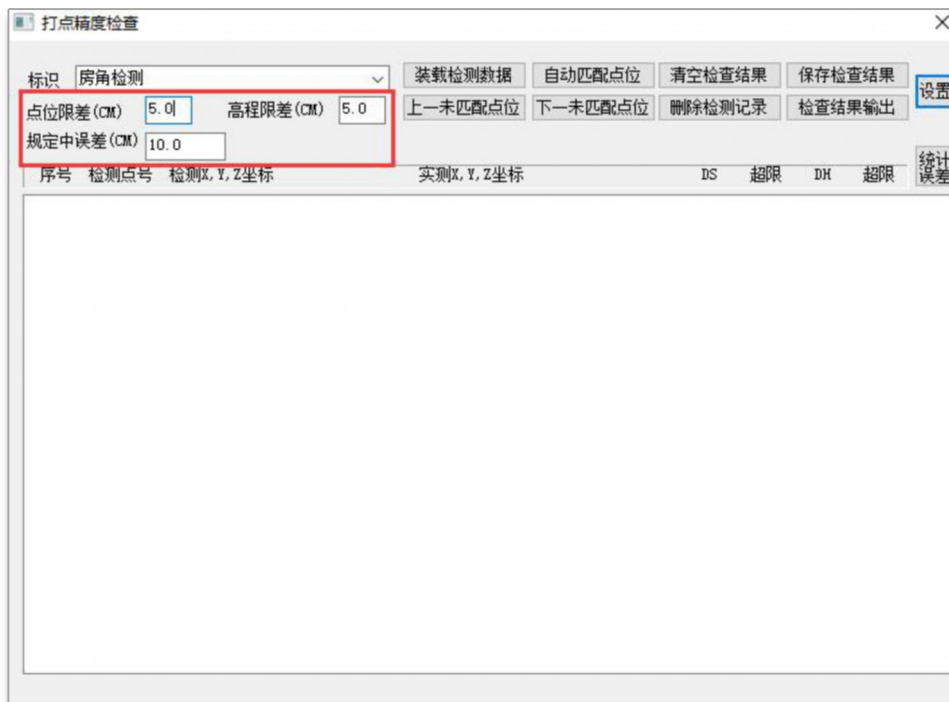 打点精度检查
标识 房角检测 装载检测数据 自动匹配点位 清空检查结果 保存检查结果 设置
点位限差(CM) 5.0 高程限差(CM) 5.0 上一未匹配点位 下一未匹配点位 删除检测记录 检查结果输出
规定中误差(CM) 10.0
序号 检测点号 检测X,Y,Z坐标 实测X,Y,Z坐标 DS 超限 DH 超限 统计
误差